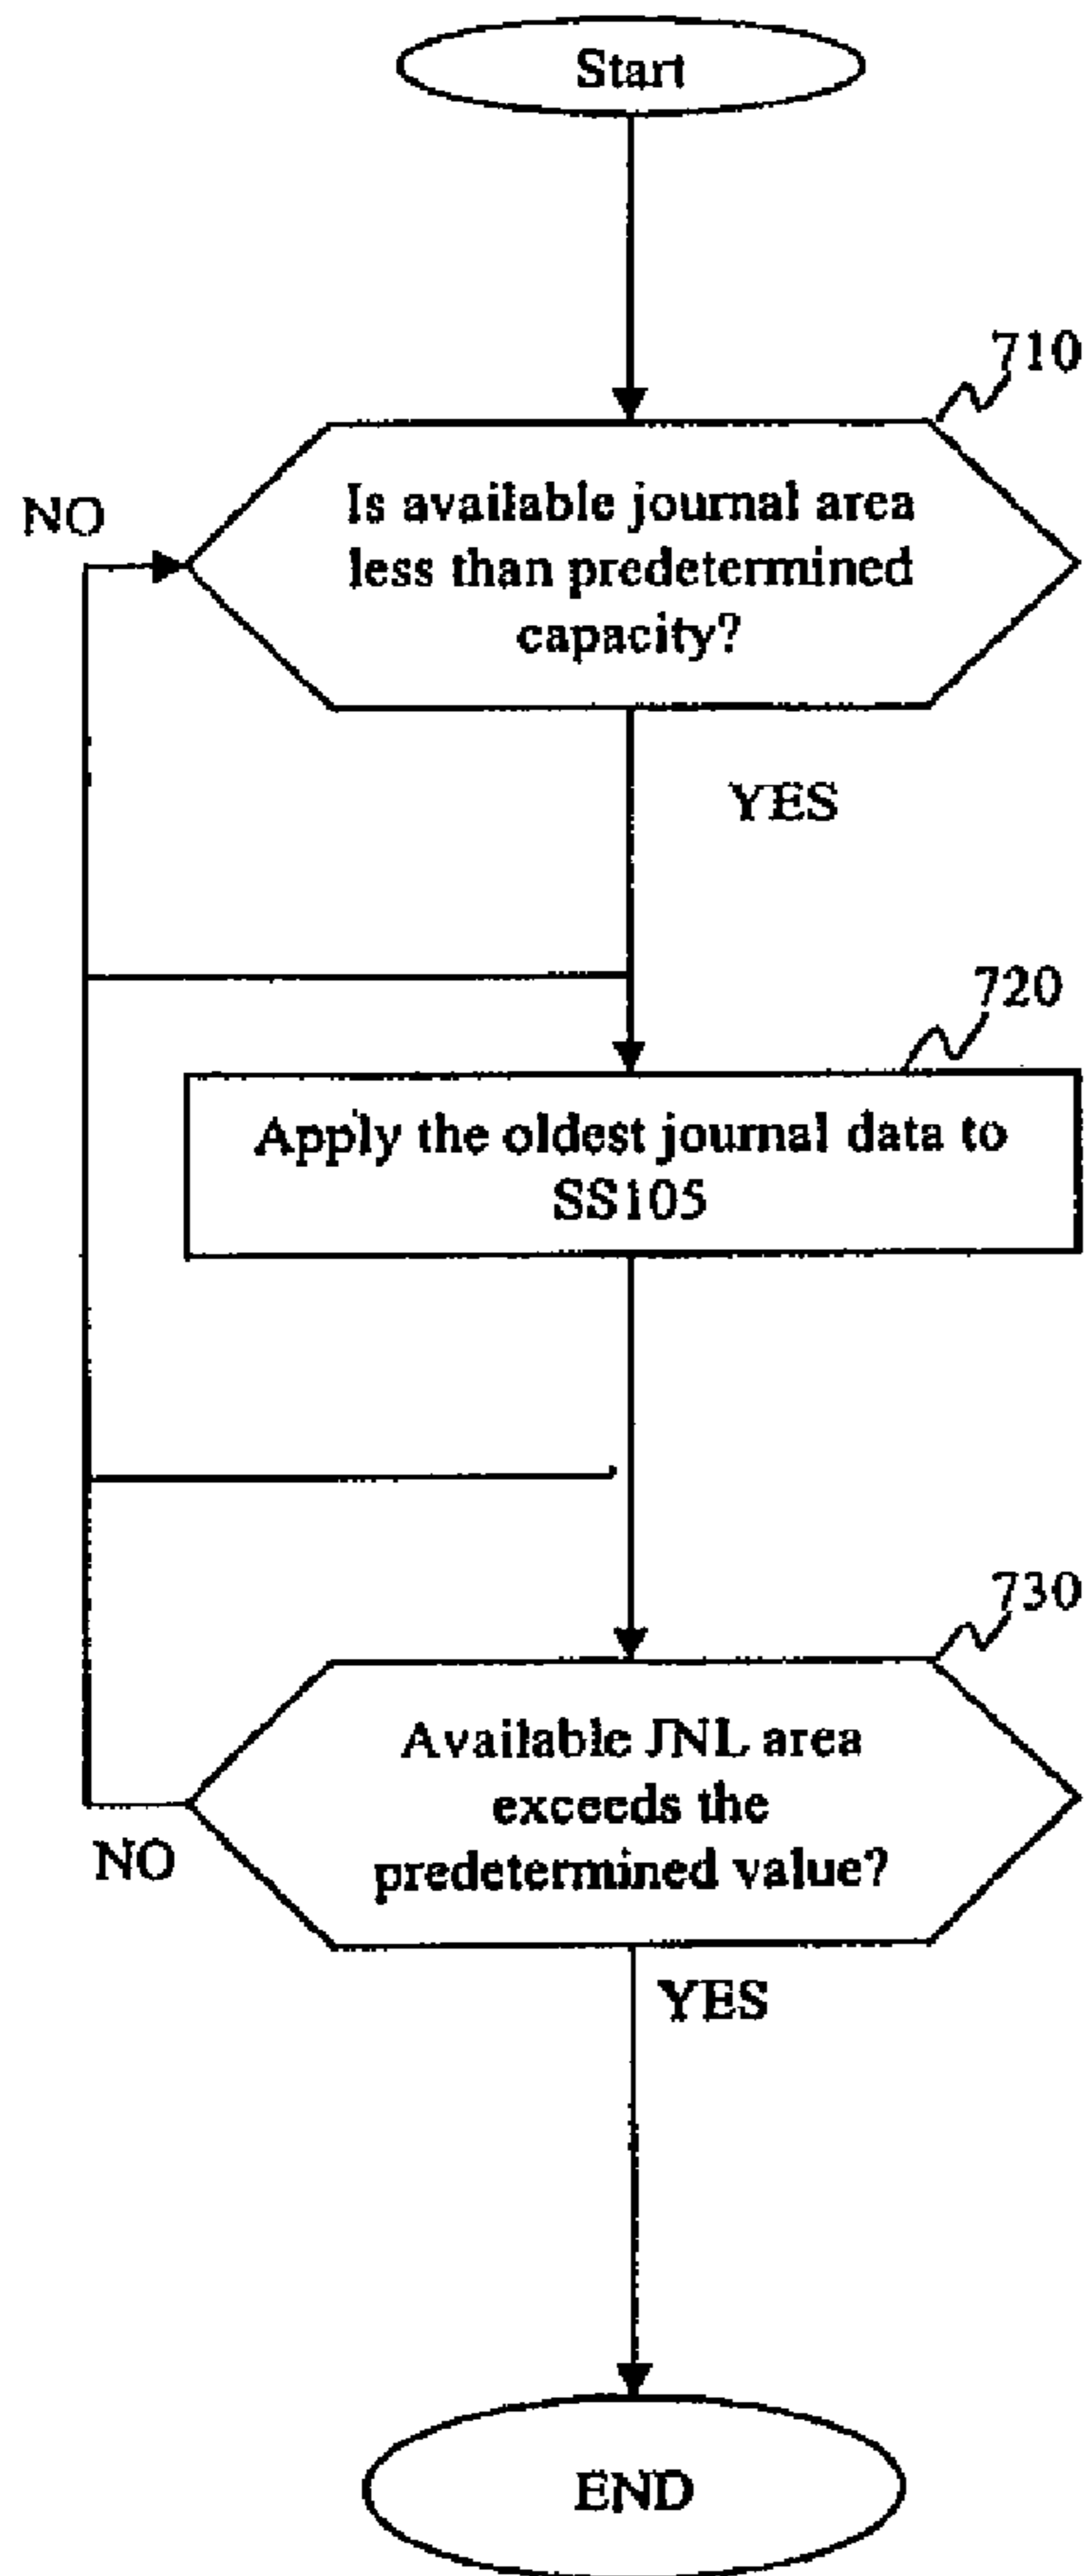 Start
710
NO
Is available journal area
less than predetermined
capacity?
YES
720
Apply the oldest journal data to
SS105
730
Available JNL area
exceeds the
predetermined value?
NO
YES
END